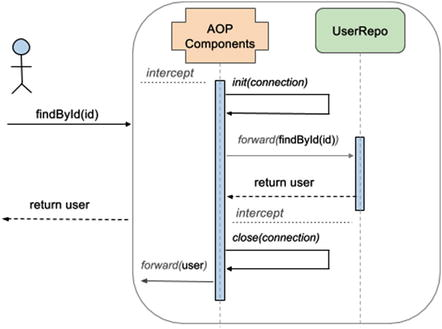 AOP
Components
UserRepo
intercept
init(connection)
findById(id)
forward(findById(id))
return user
return user
intercept
close(connection)
forward(user)